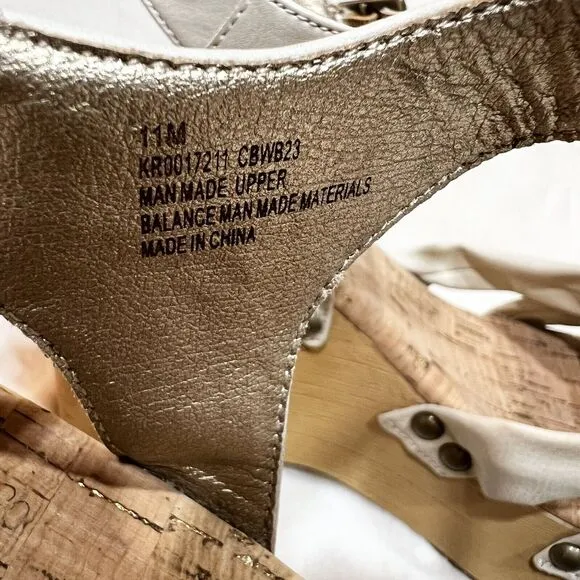 11M
KR0017211 CBWB23
MAN MADE UPPER
BALANCE MAN MADE MATERIALS
MADE IN CHINA